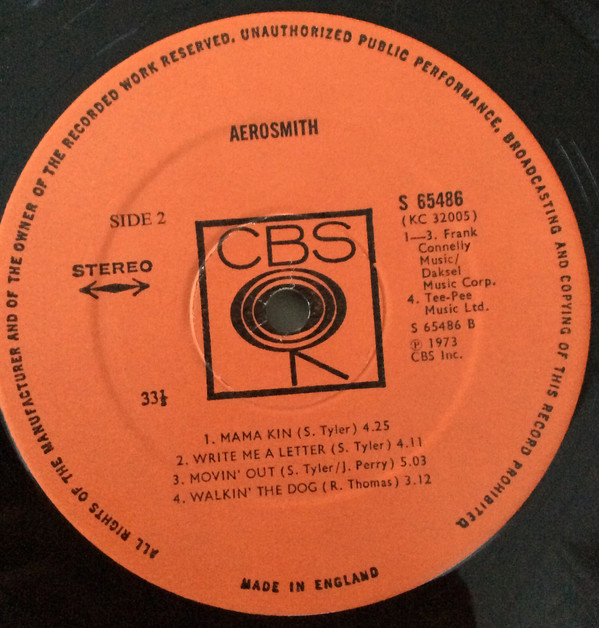 ALL RIGHTS OF THE MANUFACTURER AND OF THE OWNER OF THE RECORDED WORK RESERVED. UNAUTHORIZED PUBLIC PERFORMANCE, BROADCASTING AND COPYING OF THIS RECORD PROHIBITED.
AEROSMITH
SIDE 2
STEREO
33⅓
CBS
S 65486
(KC 32005)
1—3. Frank
Connelly
Music/
Daksel
Music Corp.
4. Tee-Pee
Music Ltd.
S 65486 B
℗ 1973
CBS Inc.
1. MAMA KIN (S. Tyler) 4.25
2. WRITE ME A LETTER (S. Tyler) 4.11
3. MOVIN' OUT (S. Tyler/J. Perry) 5.03
4. WALKIN' THE DOG (R. Thomas) 3.12
MADE IN ENGLAND